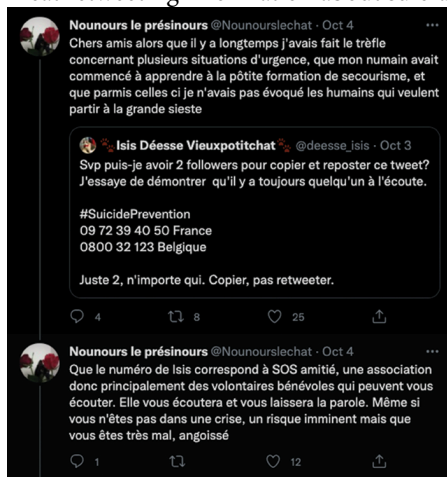 Nounours le présinours @Nounourslechat · Oct 4
Chers amis alors que il y a longtemps j'avais fait le trèfle
concernant plusieurs situations d'urgence, que mon numain avait
commencé à apprendre à la pôtite formation de secourisme, et
que parmis celles ci je n'avais pas évoqué les humains qui veulent
partir à la grande sieste
🐾Isis Déesse Vieuxpotitchat🐾 @deesse_isis · Oct 3
Svp puis-je avoir 2 followers pour copier et reposter ce tweet?
J'essaye de démontrer qu'il y a toujours quelqu'un à l'écoute.
#SuicidePrevention
09 72 39 40 50 France
0800 32 123 Belgique
Juste 2, n'importe qui. Copier, pas retweeter.
4 8 25
Nounours le présinours @Nounourslechat · Oct 4
Que le numéro de Isis correspond à SOS amitié, une association
donc principalement des volontaires bénévoles qui peuvent vous
écouter. Elle vous écoutera et vous laissera la parole. Même si
vous n'êtes pas dans une crise, un risque imminent mais que
vous êtes très mal, angoissé
1 12